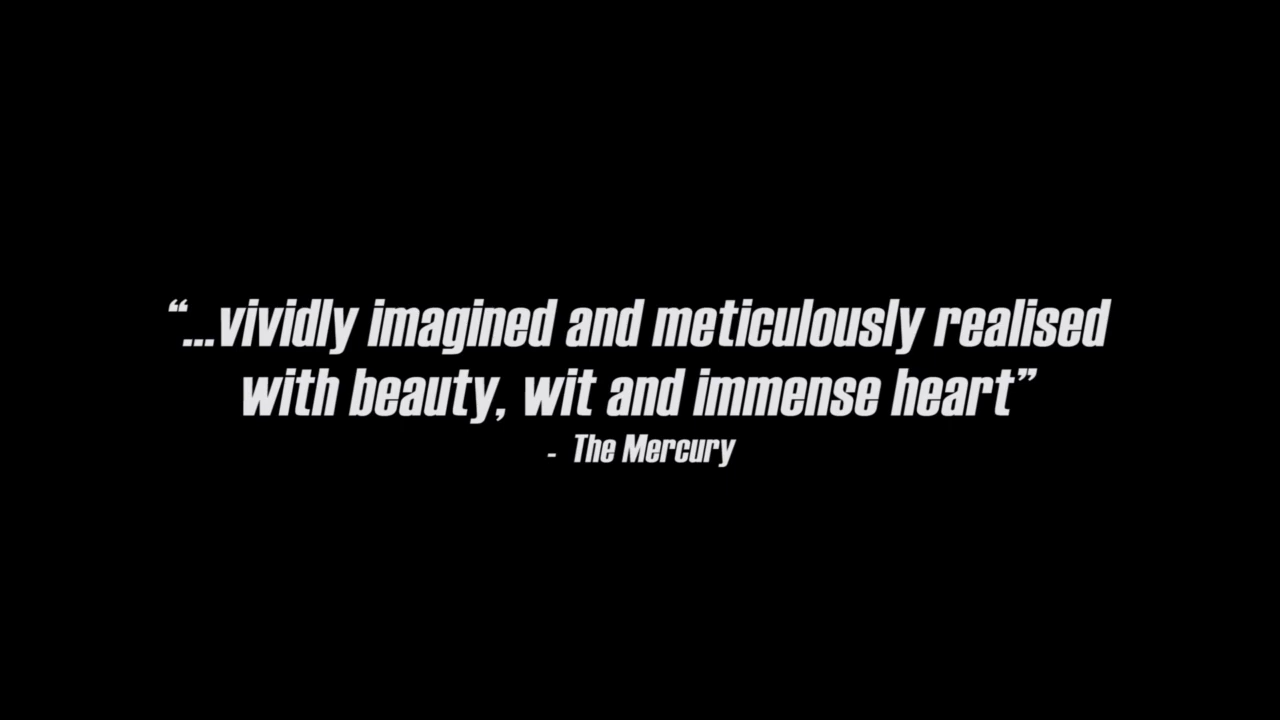 “...vividly imagined and meticulously realised
with beauty, wit and immense heart”
- The Mercury